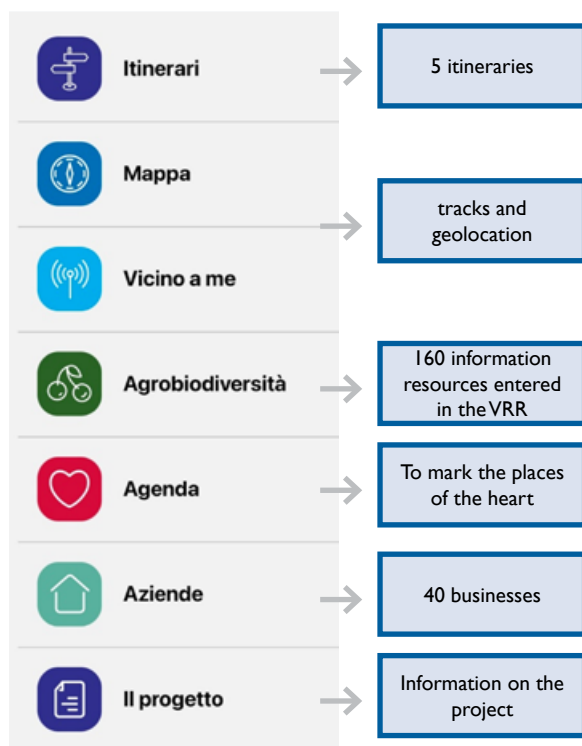 Itinerari
5 itineraries
Mappa
tracks and
geolocation
Vicino a me
Agrobiodiversità
160 information
resources entered
in the VRR
Agenda
To mark the places
of the heart
Aziende
40 businesses
Il progetto
Information on the
project